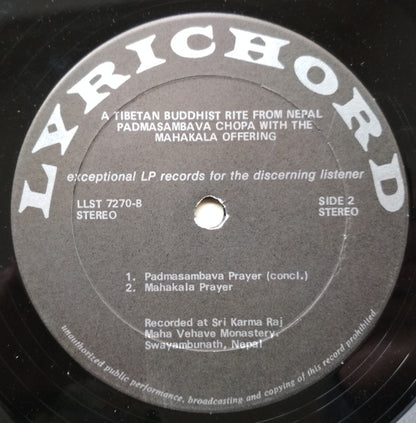 LYRICHORD
A TIBETAN BUDDHIST RITE FROM NEPAL
PADMASAMBAVA CHOPA WITH THE
MAHAKALA OFFERING
exceptional LP records for the discerning listener
LLST 7270-B
STEREO
SIDE 2
STEREO
1. Padmasambava Prayer (concl.)
2. Mahakala Prayer
Recorded at Sri Karma Raj
Maha Vehave Monastery,
Swayambunath, Nepal
unauthorized public performance, broadcasting and copying of this record prohibited